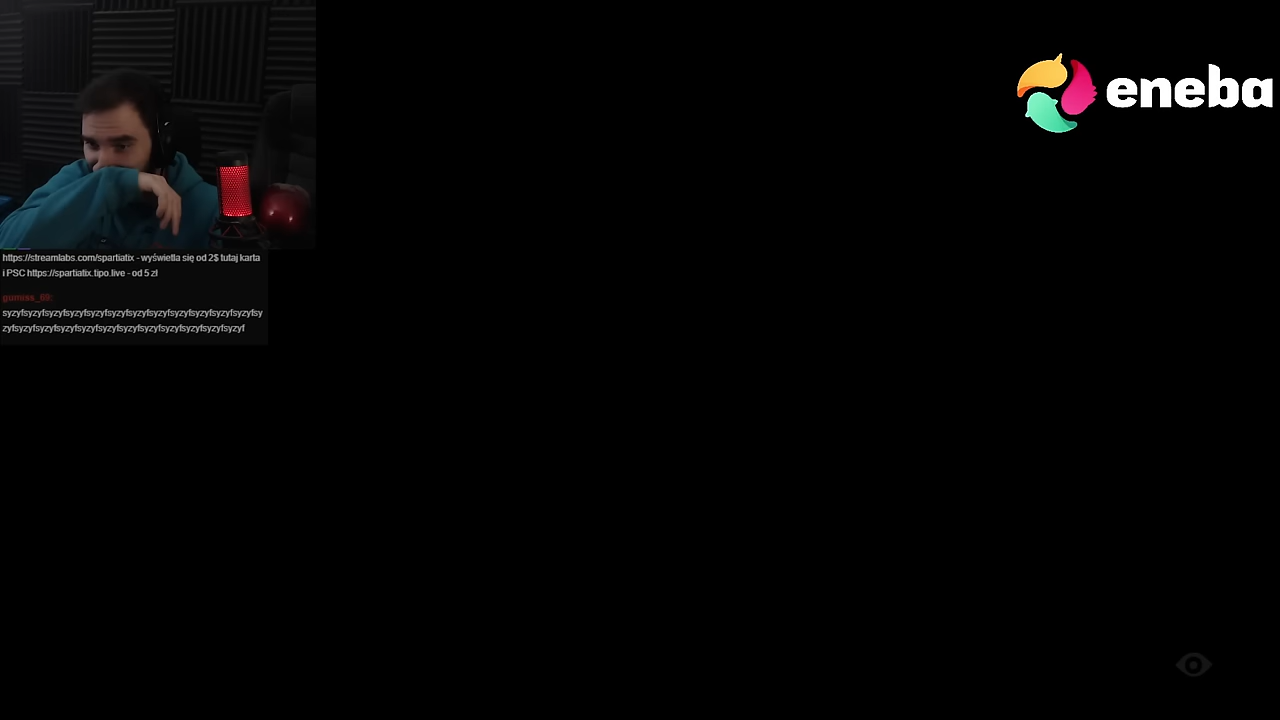 eneba
https://streamlabs.com/spartiatix - wyświetla się od 2$ tutaj karta
i PSC https://spartiatix.tipo.live - od 5 zł
syzyfsyzyfsyzyfsyzyfsyzyfsyzyfsyzyfsyzyfsyzyfsyzyfsyzyfsyzyfsy
zyfsyzyfsyzyfsyzyfsyzyfsyzyfsyzyfsyzyfsyzyfsyzyfsyzyfsyzyf